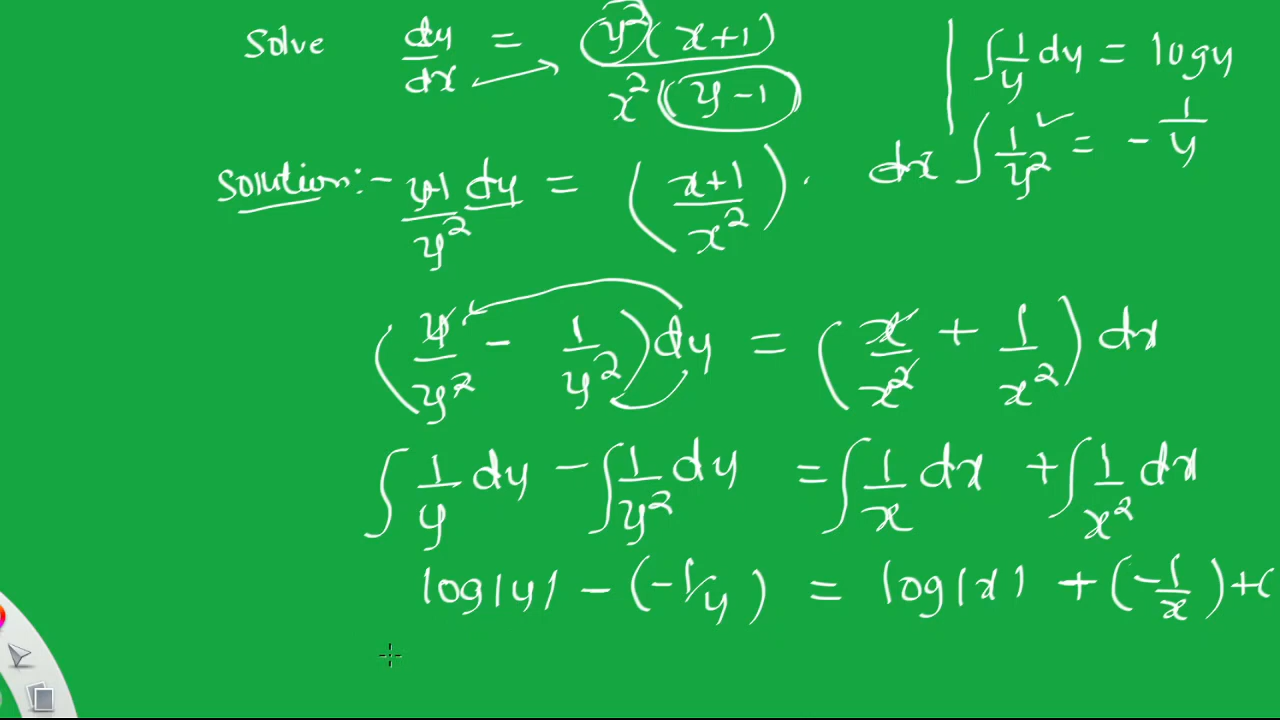 Solve dy/dx = y²(x+1) / x²(y-1)
∫ 1/y dy = log y
dx ∫ 1/y² = - 1/y
Solution:- y-1/y² dy = (x+1/x²).
(y/y² - 1/y²) dy = (x/x² + 1/x²) dx
∫ 1/y dy - ∫ 1/y² dy = ∫ 1/x dx + ∫ 1/x² dx
log|y| - (-1/y) = log|x| + (-1/x) +